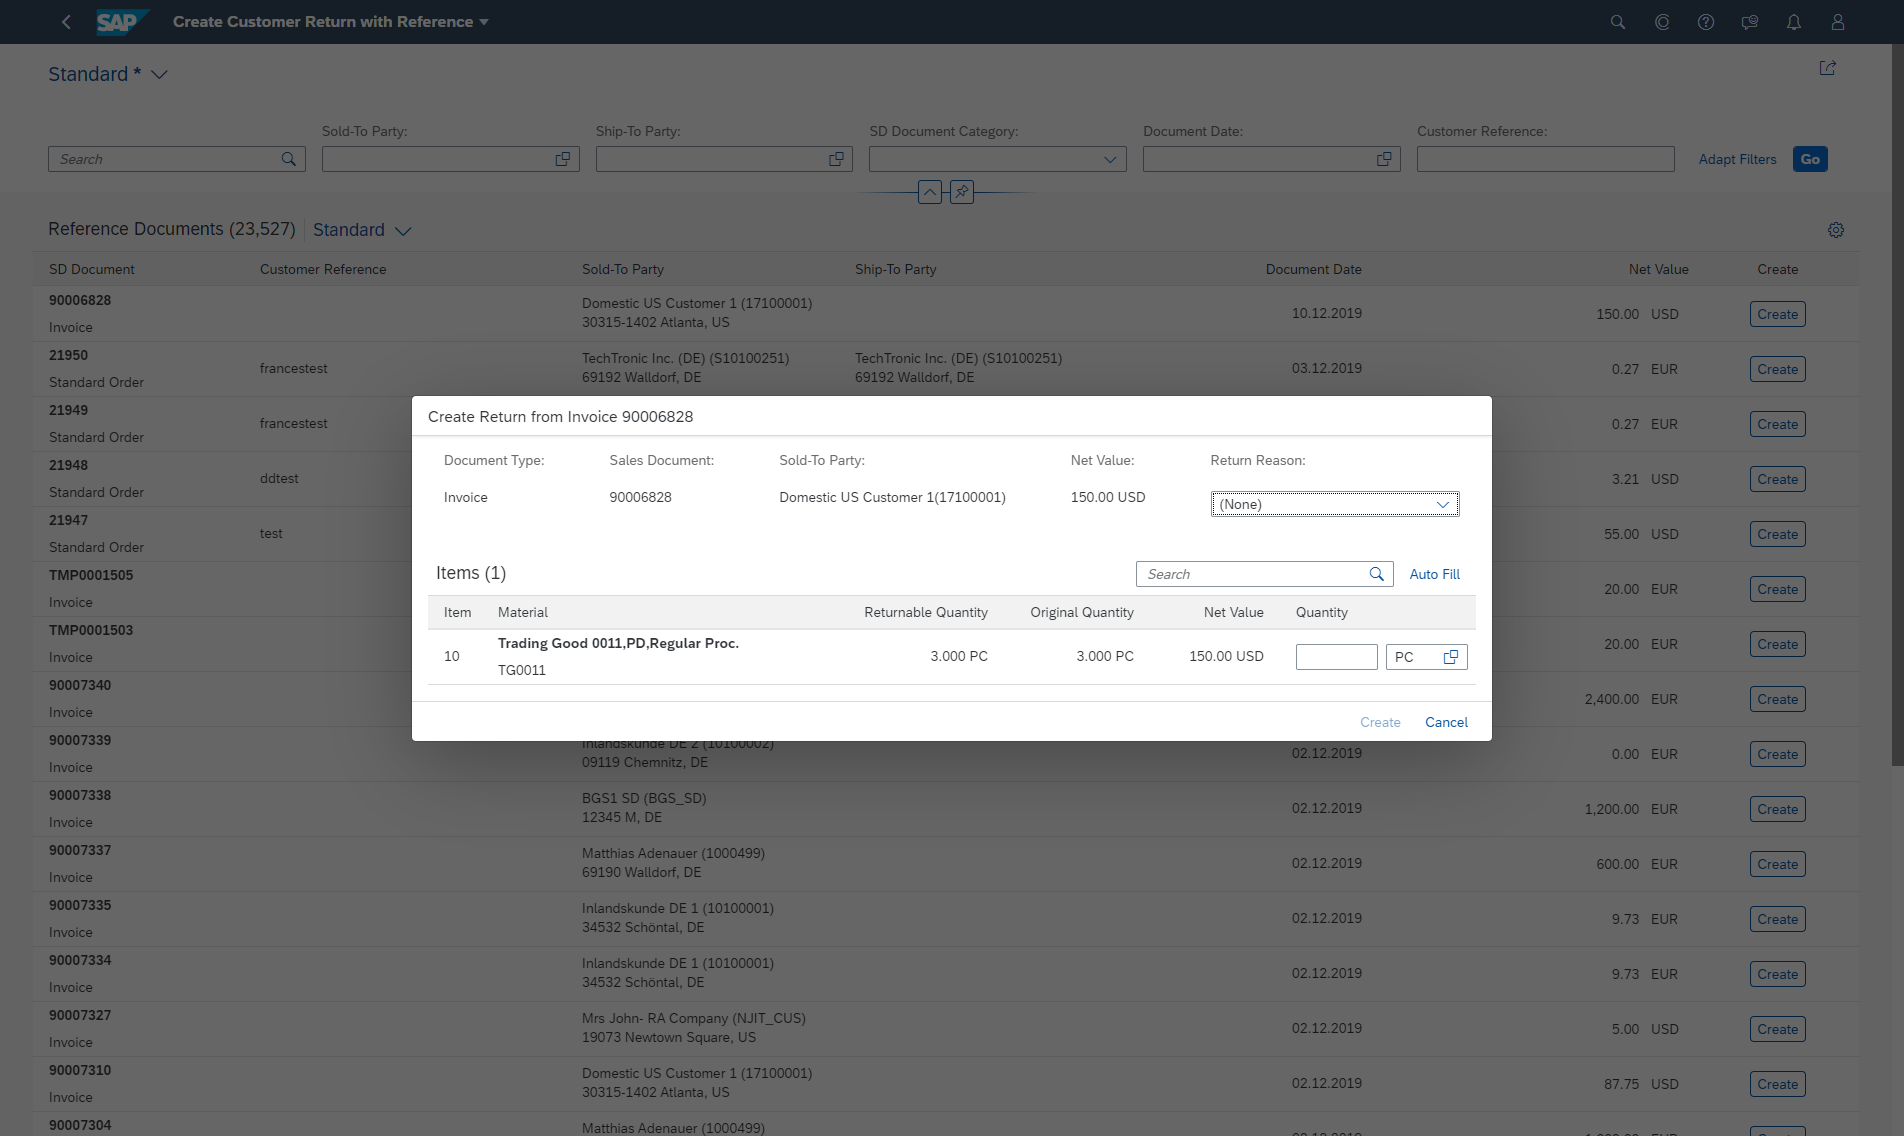 SAP
Create Customer Return with Reference
Standard *
Sold-To Party:
Ship-To Party:
SD Document Category:
Document Date:
Customer Reference:
Search
Adapt Filters
Go
Reference Documents (23,527)
Standard
SD Document Customer Reference Sold-To Party Ship-To Party Document Date Net Value Create
90006828
Invoice
Domestic US Customer 1 (17100001)
30315-1402 Atlanta, US
10.12.2019
150.00 USD
Create
21950
Standard Order
francestest
TechTronic Inc. (DE) (S10100251)
69192 Walldorf, DE
TechTronic Inc. (DE) (S10100251)
69192 Walldorf, DE
03.12.2019
0.27 EUR
Create
21949
Standard Order
francestest
0.27 EUR
Create
21948
Standard Order
ddtest
3.21 USD
Create
21947
Standard Order
test
55.00 USD
Create
TMP0001505
Invoice
20.00 EUR
Create
TMP0001503
Invoice
20.00 EUR
Create
90007340
Invoice
2,400.00 EUR
Create
Create Return from Invoice 90006828
Document Type:
Sales Document:
Sold-To Party:
Net Value:
Return Reason:
Invoice
90006828
Domestic US Customer 1(17100001)
150.00 USD
(None)
Items (1)
Search
Auto Fill
Item Material Returnable Quantity Original Quantity Net Value Quantity
10
Trading Good 0011,PD,Regular Proc.
TG0011
3.000 PC
3.000 PC
150.00 USD
PC
Create
Cancel
90007339
Invoice
Inlandskunde DE 2 (10100002)
09119 Chemnitz, DE
02.12.2019
0.00 EUR
Create
90007338
Invoice
BGS1 SD (BGS_SD)
12345 M, DE
02.12.2019
1,200.00 EUR
Create
90007337
Invoice
Matthias Adenauer (1000499)
69190 Walldorf, DE
02.12.2019
600.00 EUR
Create
90007335
Invoice
Inlandskunde DE 1 (10100001)
34532 Schöntal, DE
02.12.2019
9.73 EUR
Create
90007334
Invoice
Inlandskunde DE 1 (10100001)
34532 Schöntal, DE
02.12.2019
9.73 EUR
Create
90007327
Invoice
Mrs John- RA Company (NJIT_CUS)
19073 Newtown Square, US
02.12.2019
5.00 USD
Create
90007310
Invoice
Domestic US Customer 1 (17100001)
30315-1402 Atlanta, US
02.12.2019
87.75 USD
Create
90007304
Matthias Adenauer (1000499)